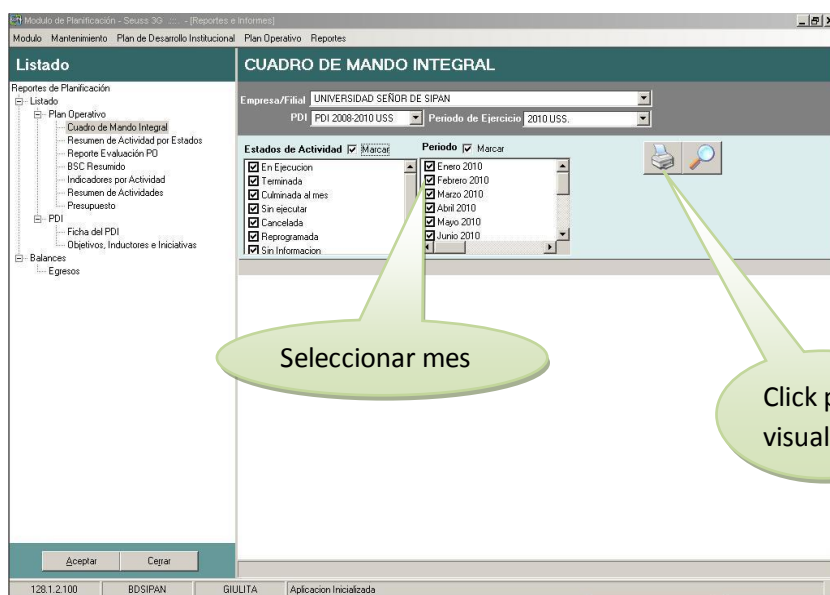 Modulo de Planificación - Seuss 3G .:::. - [Reportes e Informes]
Modulo Mantenimiento Plan de Desarrollo Institucional Plan Operativo Reportes
Listado
CUADRO DE MANDO INTEGRAL
Reportes de Planificación
Listado
Plan Operativo
Cuadro de Mando Integral
Resumen de Actividad por Estados
Reporte Evaluación PO
BSC Resumido
Indicadores por Actividad
Resumen de Actividades
Presupuesto
PDI
Ficha del PDI
Objetivos, Inductores e Iniciativas
Balances
Egresos
Empresa/Filial UNIVERSIDAD SEÑOR DE SIPAN
PDI PDI 2008-2010 USS Periodo de Ejercicio 2010 USS.
Estados de Actividad Marcar
En Ejecucion
Terminada
Culminada al mes
Sin ejecutar
Cancelada
Reprogramada
Sin Informacion
Periodo Marcar
Enero 2010
Febrero 2010
Marzo 2010
Abril 2010
Mayo 2010
Junio 2010
Seleccionar mes
Click p
visual
Aceptar Cerrar
128.1.2.100 BDSIPAN GIULITA Aplicacion Inicializada